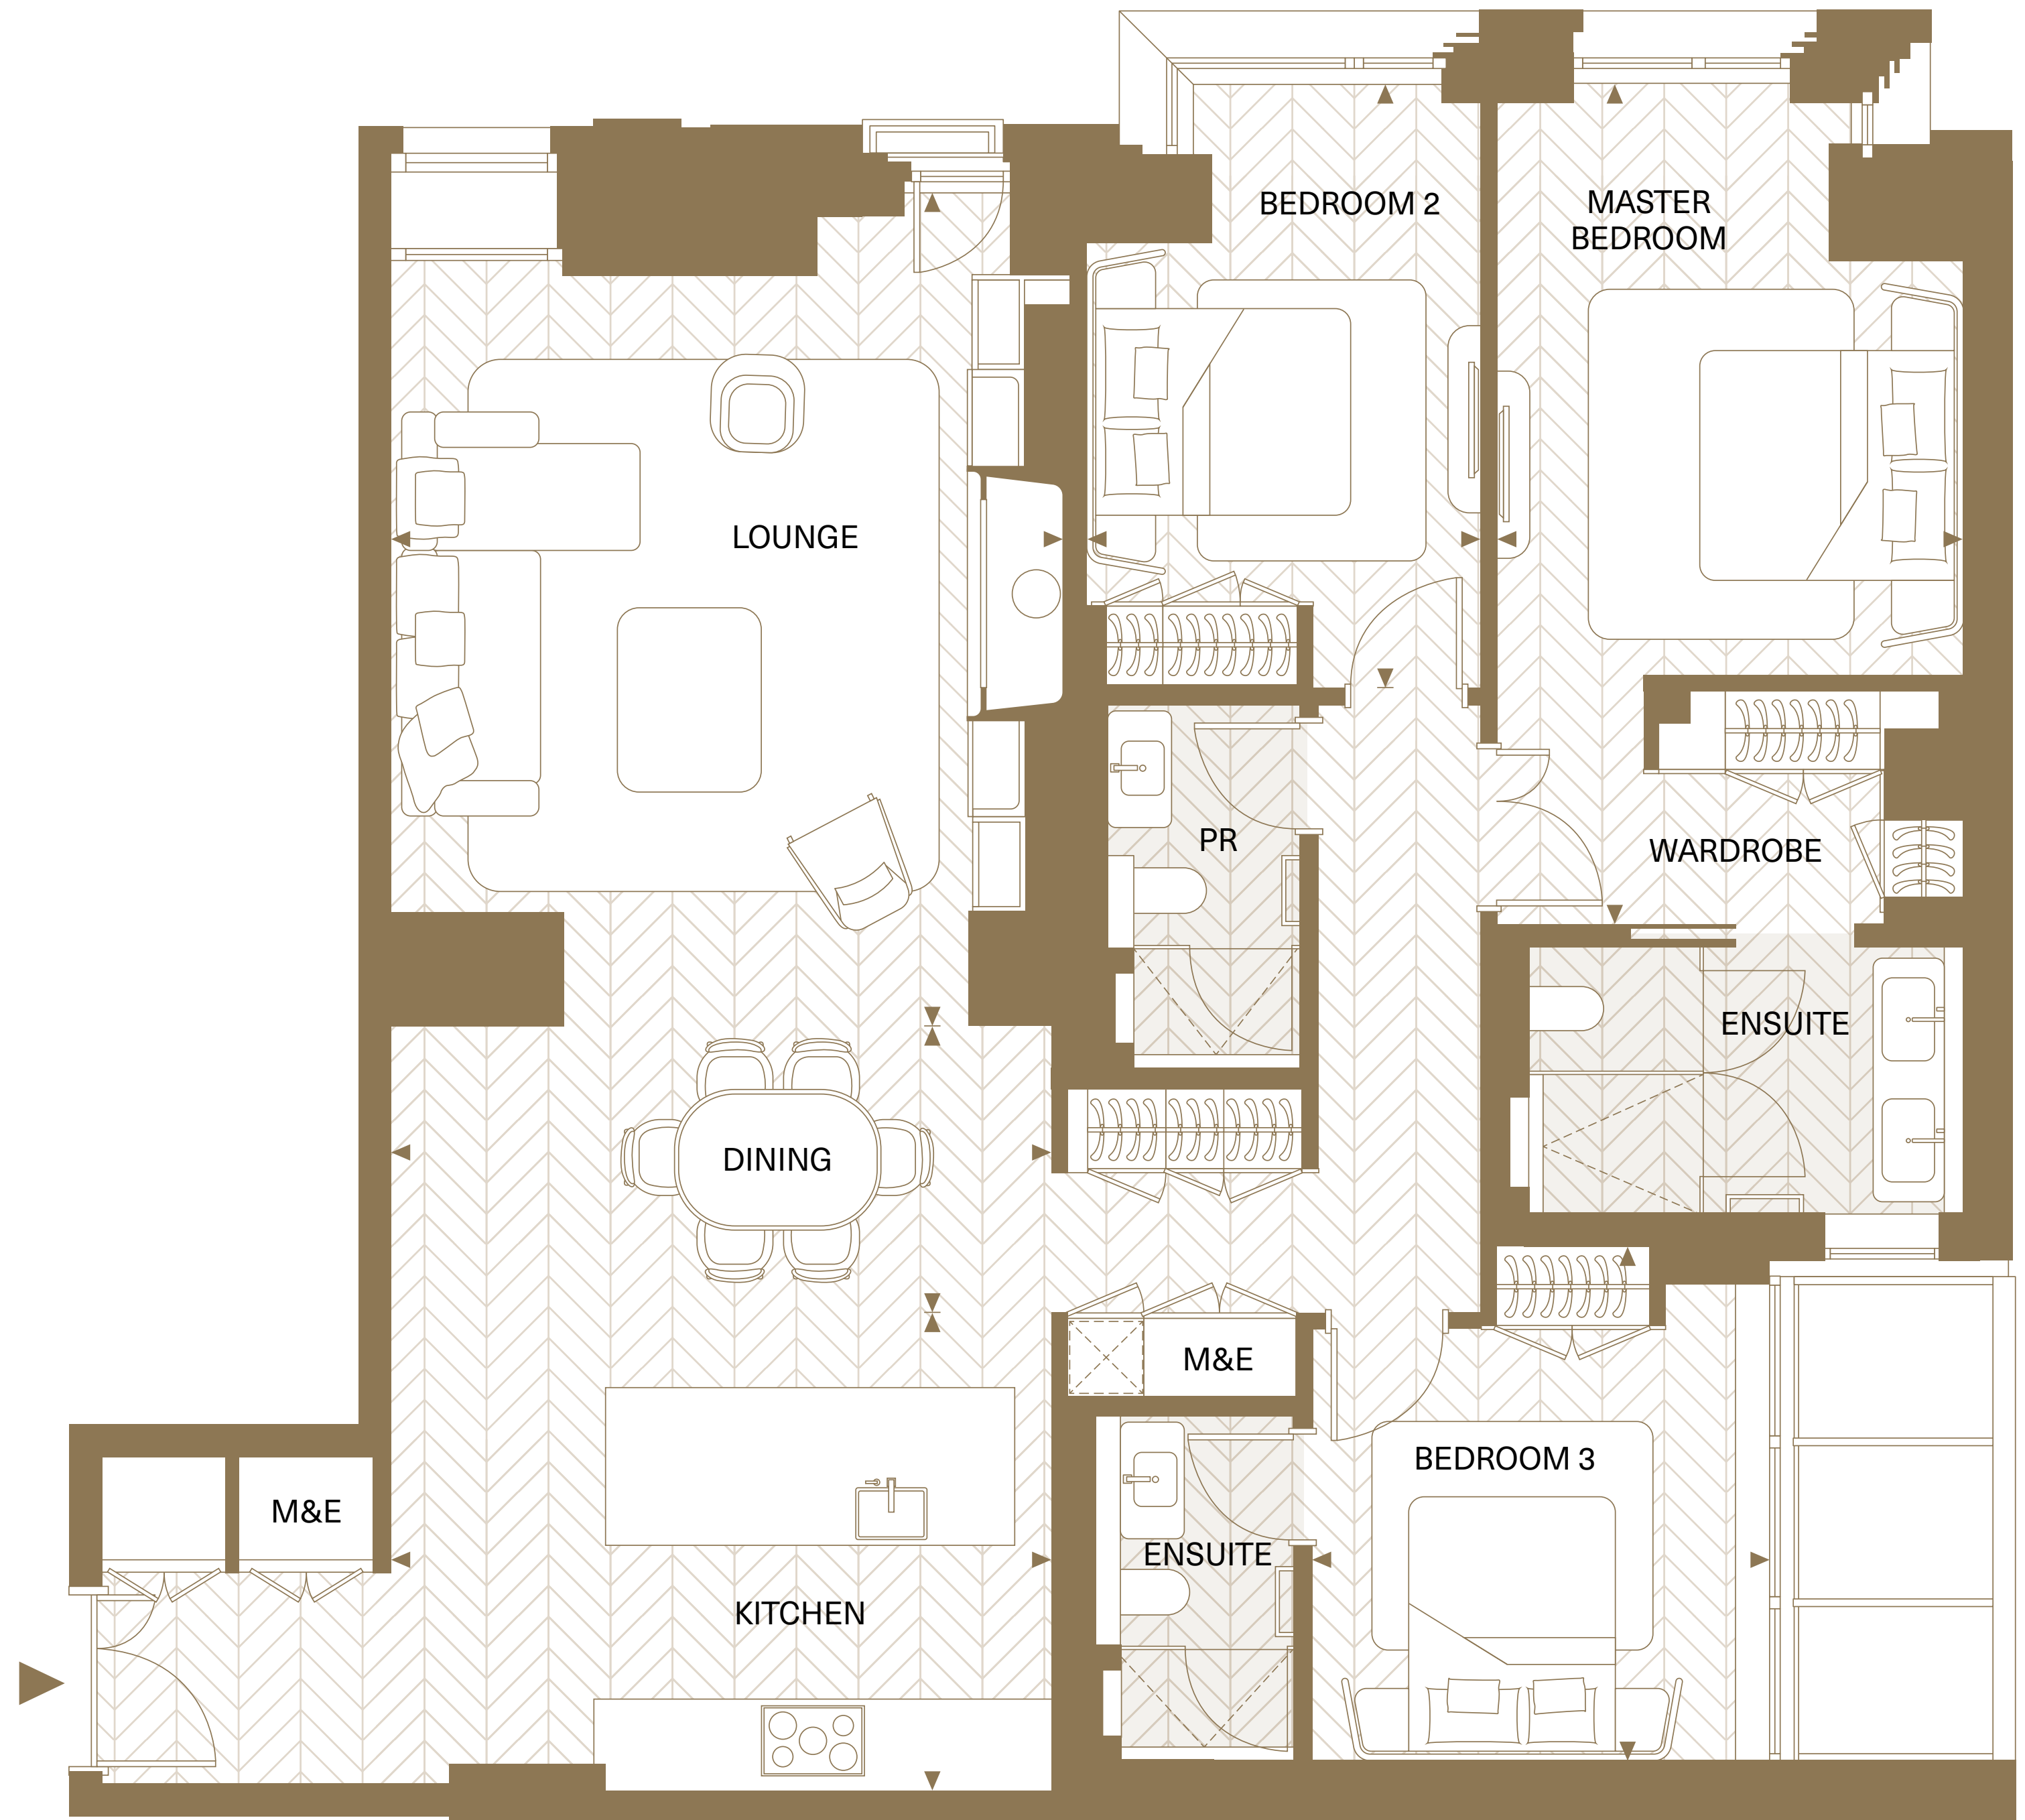 BEDROOM 2
MASTER
BEDROOM
LOUNGE
PR
WARDROBE
ENSUITE
DINING
M&E
BEDROOM 3
M&E
ENSUITE
KITCHEN